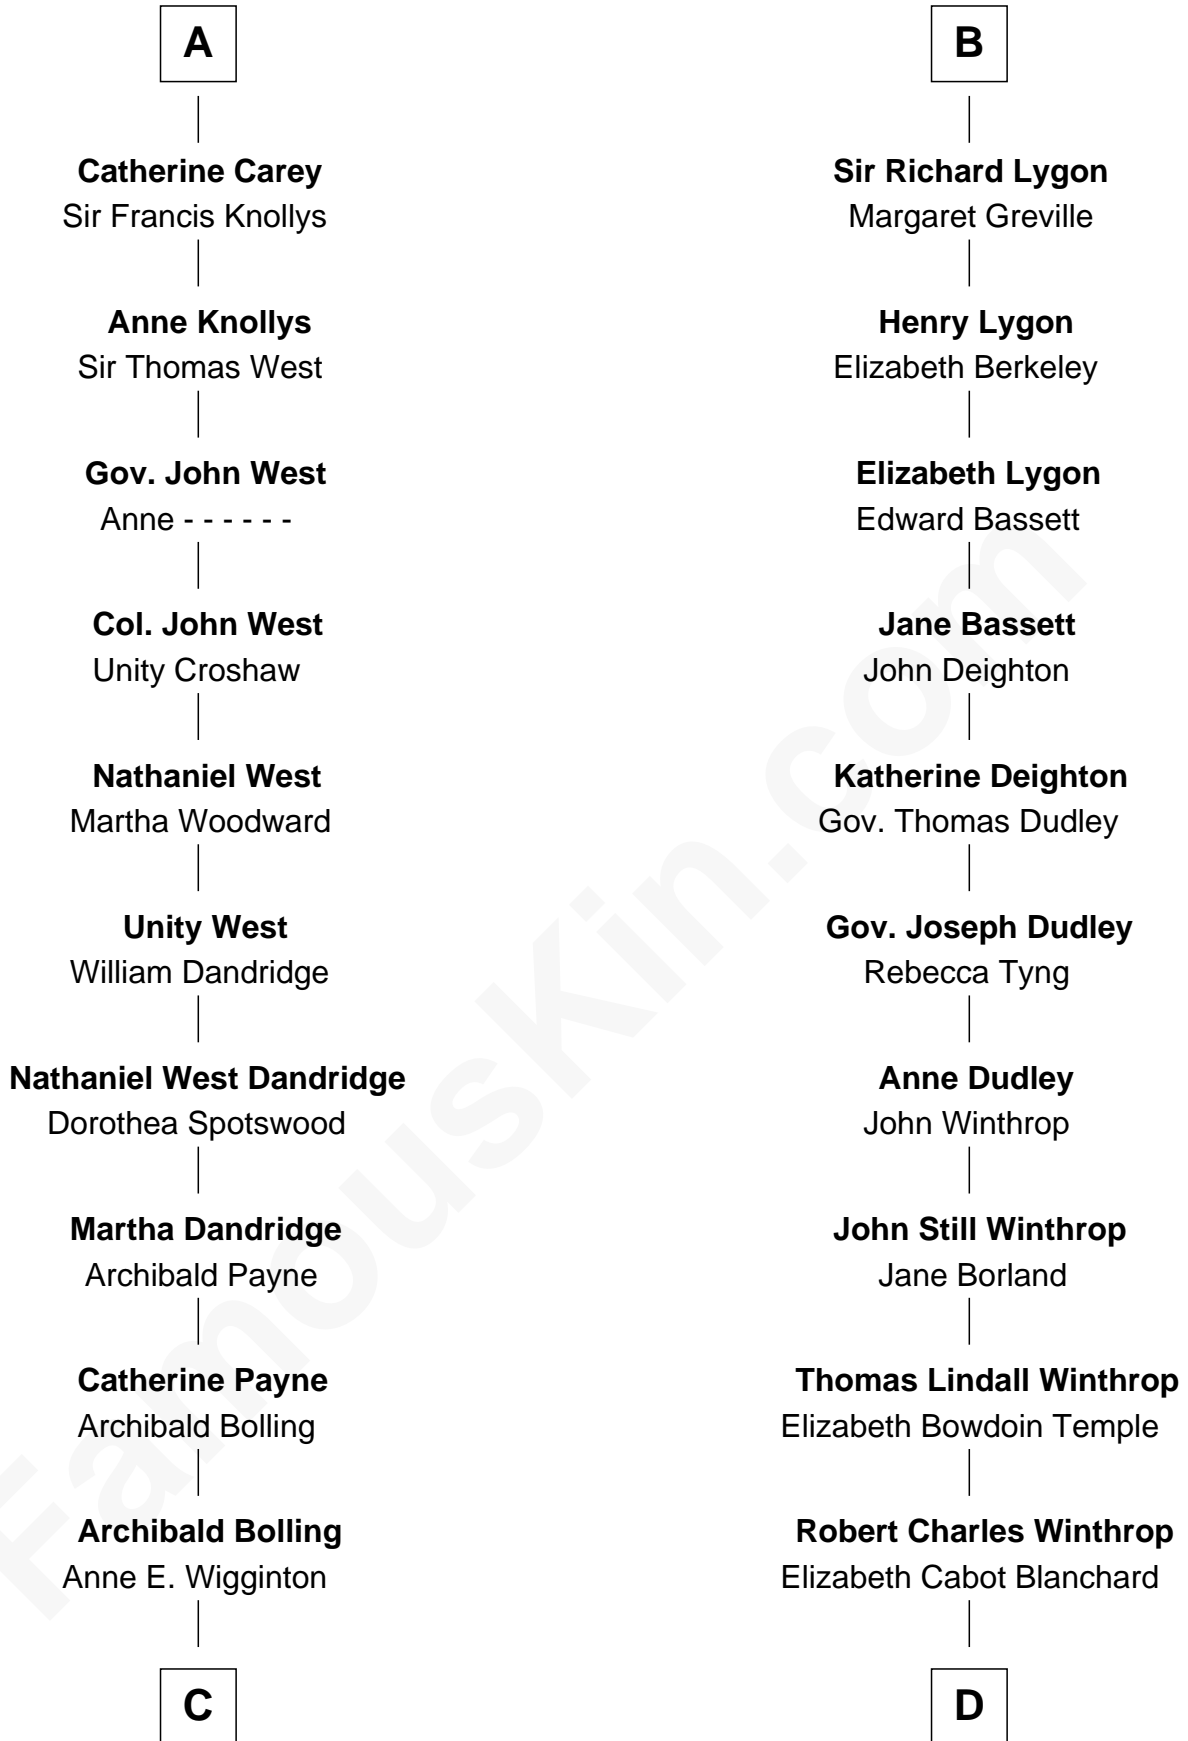 A
Catherine Carey
Sir Francis Knollys
Anne Knollys
Sir Thomas West
Gov. John West
Anne - - - - - -
Col. John West
Unity Croshaw
Nathaniel West
Martha Woodward
Unity West
William Dandridge
Nathaniel West Dandridge
Dorothea Spotswood
Martha Dandridge
Archibald Payne
Catherine Payne
Archibald Bolling
Archibald Bolling
Anne E. Wigginton
C
B
Sir Richard Lygon
Margaret Greville
Henry Lygon
Elizabeth Berkeley
Elizabeth Lygon
Edward Bassett
Jane Bassett
John Deighton
Katherine Deighton
Gov. Thomas Dudley
Gov. Joseph Dudley
Rebecca Tyng
Anne Dudley
John Winthrop
John Still Winthrop
Jane Borland
Thomas Lindall Winthrop
Elizabeth Bowdoin Temple
Robert Charles Winthrop
Elizabeth Cabot Blanchard
D
FamousKin.com